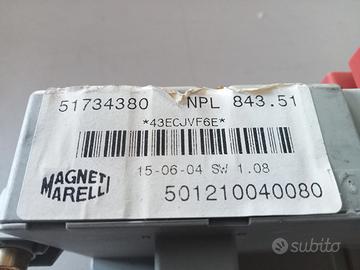 51734380 NPL 843.51
*43ECJVF6E*
15-06-04 SW 1.08
MAGNETI
MARELLI
501210040080
subito